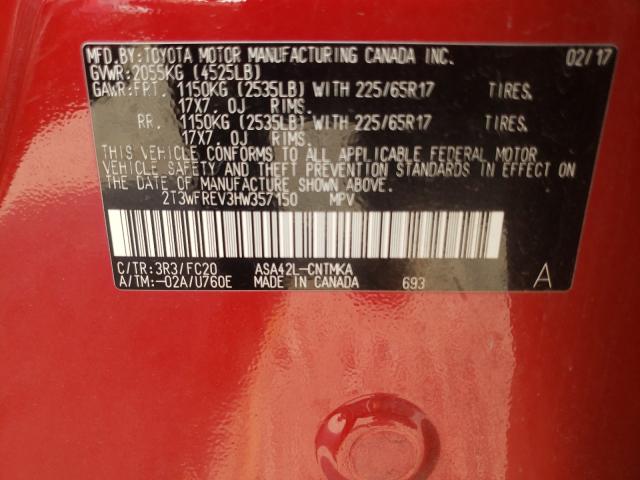 MFD.BY:TOYOTA MOTOR MANUFACTURING CANADA INC. 02/17
GVWR:2055KG (4525LB)
GAWR:FRT. 1150KG (2535LB) WITH 225/65R17 TIRES.
17X7. 0J RIMS.
RR. 1150KG (2535LB) WITH 225/65R17 TIRES.
17X7. 0J RIMS.
THIS VEHICLE CONFORMS TO ALL APPLICABLE FEDERAL MOTOR
VEHICLE SAFETY AND THEFT PREVENTION STANDARDS IN EFFECT ON
THE DATE OF MANUFACTURE SHOWN ABOVE.
2T3WFREV3HW357150 MPV
C/TR:3R3/FC20 ASA42L-CNTMKA
A/TM:-02A/U760E MADE IN CANADA 693 A